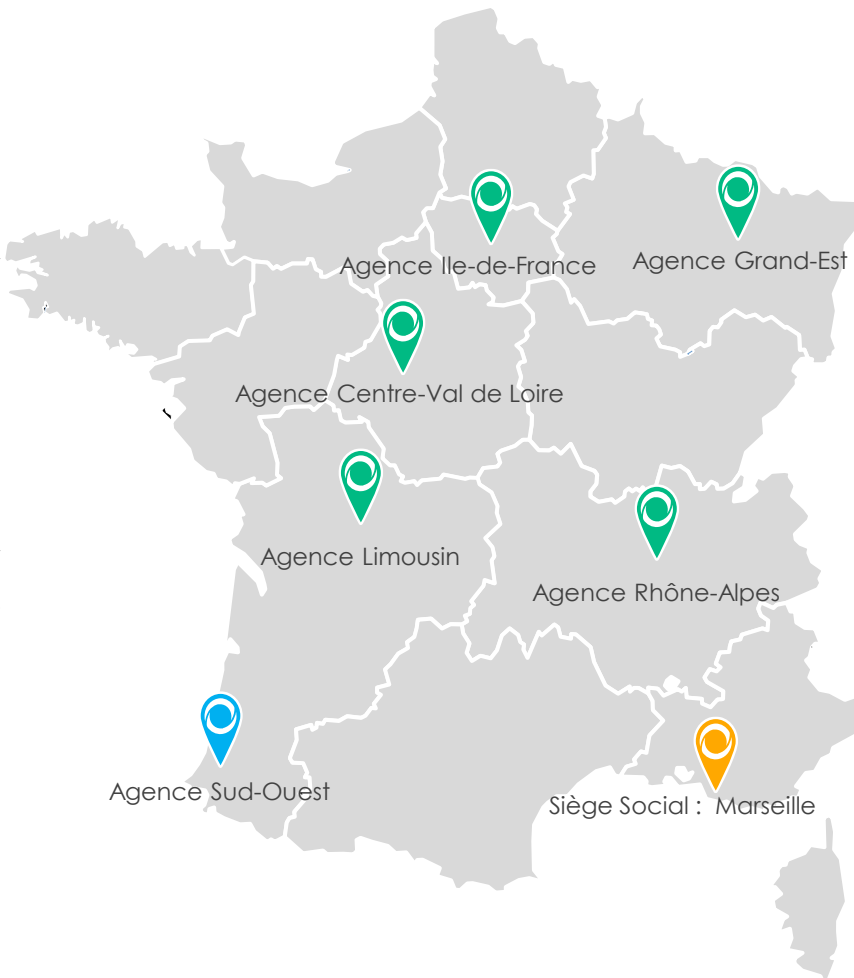 Agence Ile-de-France
Agence Grand-Est
Agence Centre-Val de Loire
Agence Limousin
Agence Rhône-Alpes
Agence Sud-Ouest
Siège Social : Marseille